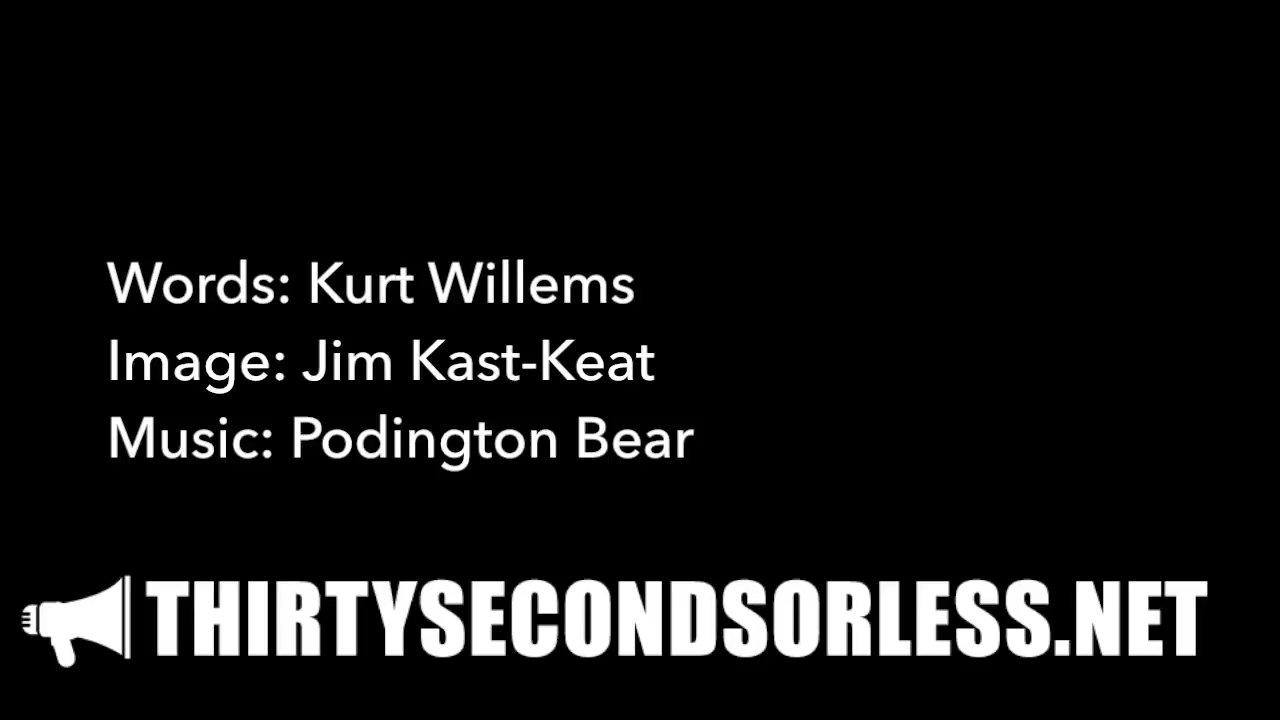 Words: Kurt Willems
Image: Jim Kast-Keat
Music: Podington Bear
THIRTYSECONDSORLESS.NET